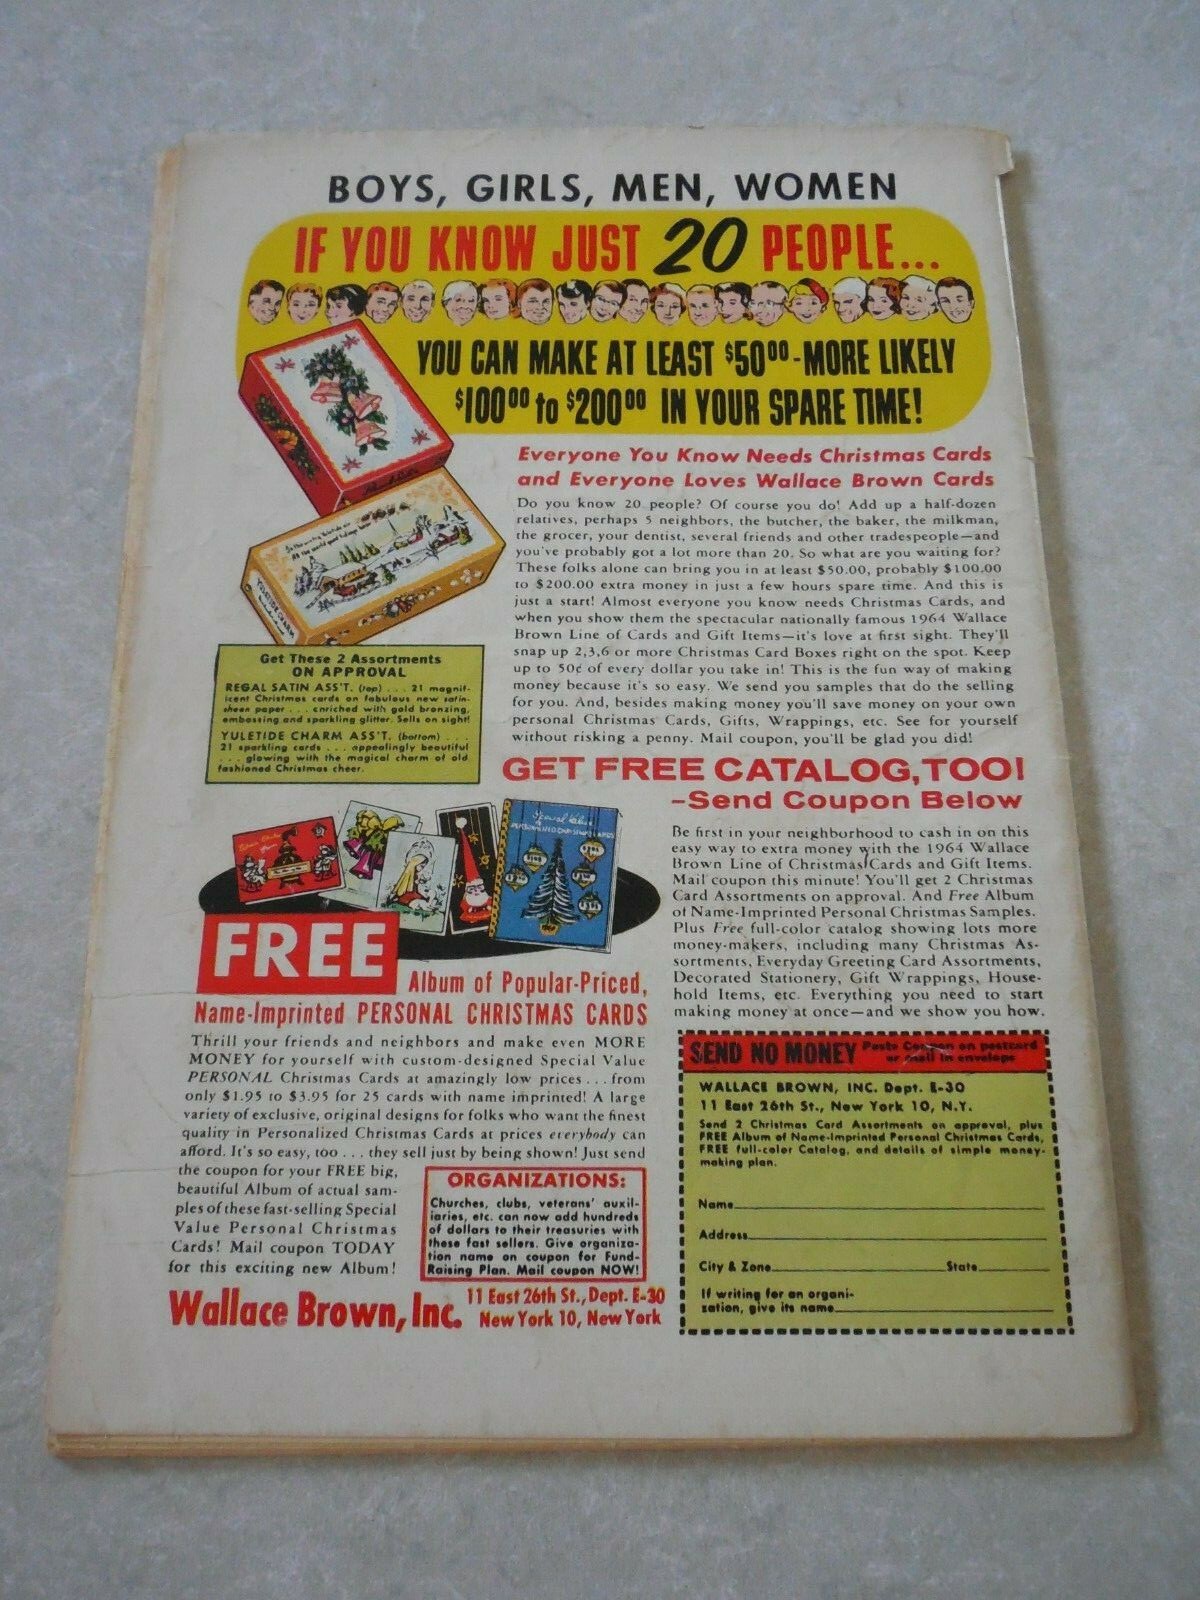 BOYS, GIRLS, MEN, WOMEN
IF YOU KNOW JUST 20 PEOPLE...
YOU CAN MAKE AT LEAST $50⁰⁰-MORE LIKELY
$100⁰⁰ to $200⁰⁰ IN YOUR SPARE TIME!
Everyone You Know Needs Christmas Cards
and Everyone Loves Wallace Brown Cards
Do you know 20 people? Of course you do! Add up a half-dozen
relatives, perhaps 5 neighbors, the butcher, the baker, the milkman,
the grocer, your dentist, several friends and other tradespeople—and
you've probably got a lot more than 20. So what are you waiting for?
These folks alone can bring you in at least $50.00, probably $100.00
to $200.00 extra money in just a few hours spare time. And this is
just a start! Almost everyone you know needs Christmas Cards, and
when you show them the spectacular nationally famous 1964 Wallace
Brown Line of Cards and Gift Items—it's love at first sight. They'll
snap up 2,3,6 or more Christmas Card Boxes right on the spot. Keep
up to 50¢ of every dollar you take in! This is the fun way of making
money because it's so easy. We send you samples that do the selling
for you. And, besides making money you'll save money on your own
personal Christmas Cards, Gifts, Wrappings, etc. See for yourself
without risking a penny. Mail coupon, you'll be glad you did!
YULETIDE CHARM
Get These 2 Assortments
ON APPROVAL
REGAL SATIN ASS'T. (top) . . . 21 magnif-
icent Christmas cards on fabulous new satin-
sheen paper . . . enriched with gold bronzing,
embossing and sparkling glitter. Sells on sight!
YULETIDE CHARM ASS'T. (bottom) . . .
21 sparkling cards . . . appealingly beautiful
. . . glowing with the magical charm of old
fashioned Christmas cheer.
GET FREE CATALOG, TOO!
-Send Coupon Below
Be first in your neighborhood to cash in on this
easy way to extra money with the 1964 Wallace
Brown Line of Christmas Cards and Gift Items.
Mail coupon this minute! You'll get 2 Christmas
Card Assortments on approval. And Free Album
of Name-Imprinted Personal Christmas Samples.
Plus Free full-color catalog showing lots more
money-makers, including many Christmas As-
sortments, Everyday Greeting Card Assortments,
Decorated Stationery, Gift Wrappings, House-
hold Items, etc. Everything you need to start
making money at once—and we show you how.
Special Value
PERSONALIZED CHRISTMAS CARDS
FREE
Album of Popular-Priced,
Name-Imprinted PERSONAL CHRISTMAS CARDS
Thrill your friends and neighbors and make even MORE
MONEY for yourself with custom-designed Special Value
PERSONAL Christmas Cards at amazingly low prices . . . from
only $1.95 to $3.95 for 25 cards with name imprinted! A large
variety of exclusive, original designs for folks who want the finest
quality in Personalized Christmas Cards at prices everybody can
afford. It's so easy, too . . . they sell just by being shown! Just send
the coupon for your FREE big,
beautiful Album of actual sam-
ples of these fast-selling Special
Value Personal Christmas
Cards! Mail coupon TODAY
for this exciting new Album!
ORGANIZATIONS:
Churches, clubs, veterans' auxil-
iaries, etc. can now add hundreds
of dollars to their treasuries with
these fast sellers. Give organiza-
tion name on coupon for Fund-
Raising Plan. Mail coupon NOW!
Wallace Brown, Inc.
11 East 26th St., Dept. E-30
New York 10, New York
SEND NO MONEY
Paste Coupon on postcard
or mail in envelope
WALLACE BROWN, INC. Dept. E-30
11 East 26th St., New York 10, N.Y.
Send 2 Christmas Card Assortments on approval, plus
FREE Album of Name-Imprinted Personal Christmas Cards,
FREE full-color Catalog, and details of simple money-
making plan.
Name
Address
City & Zone State
If writing for an organi-
zation, give its name